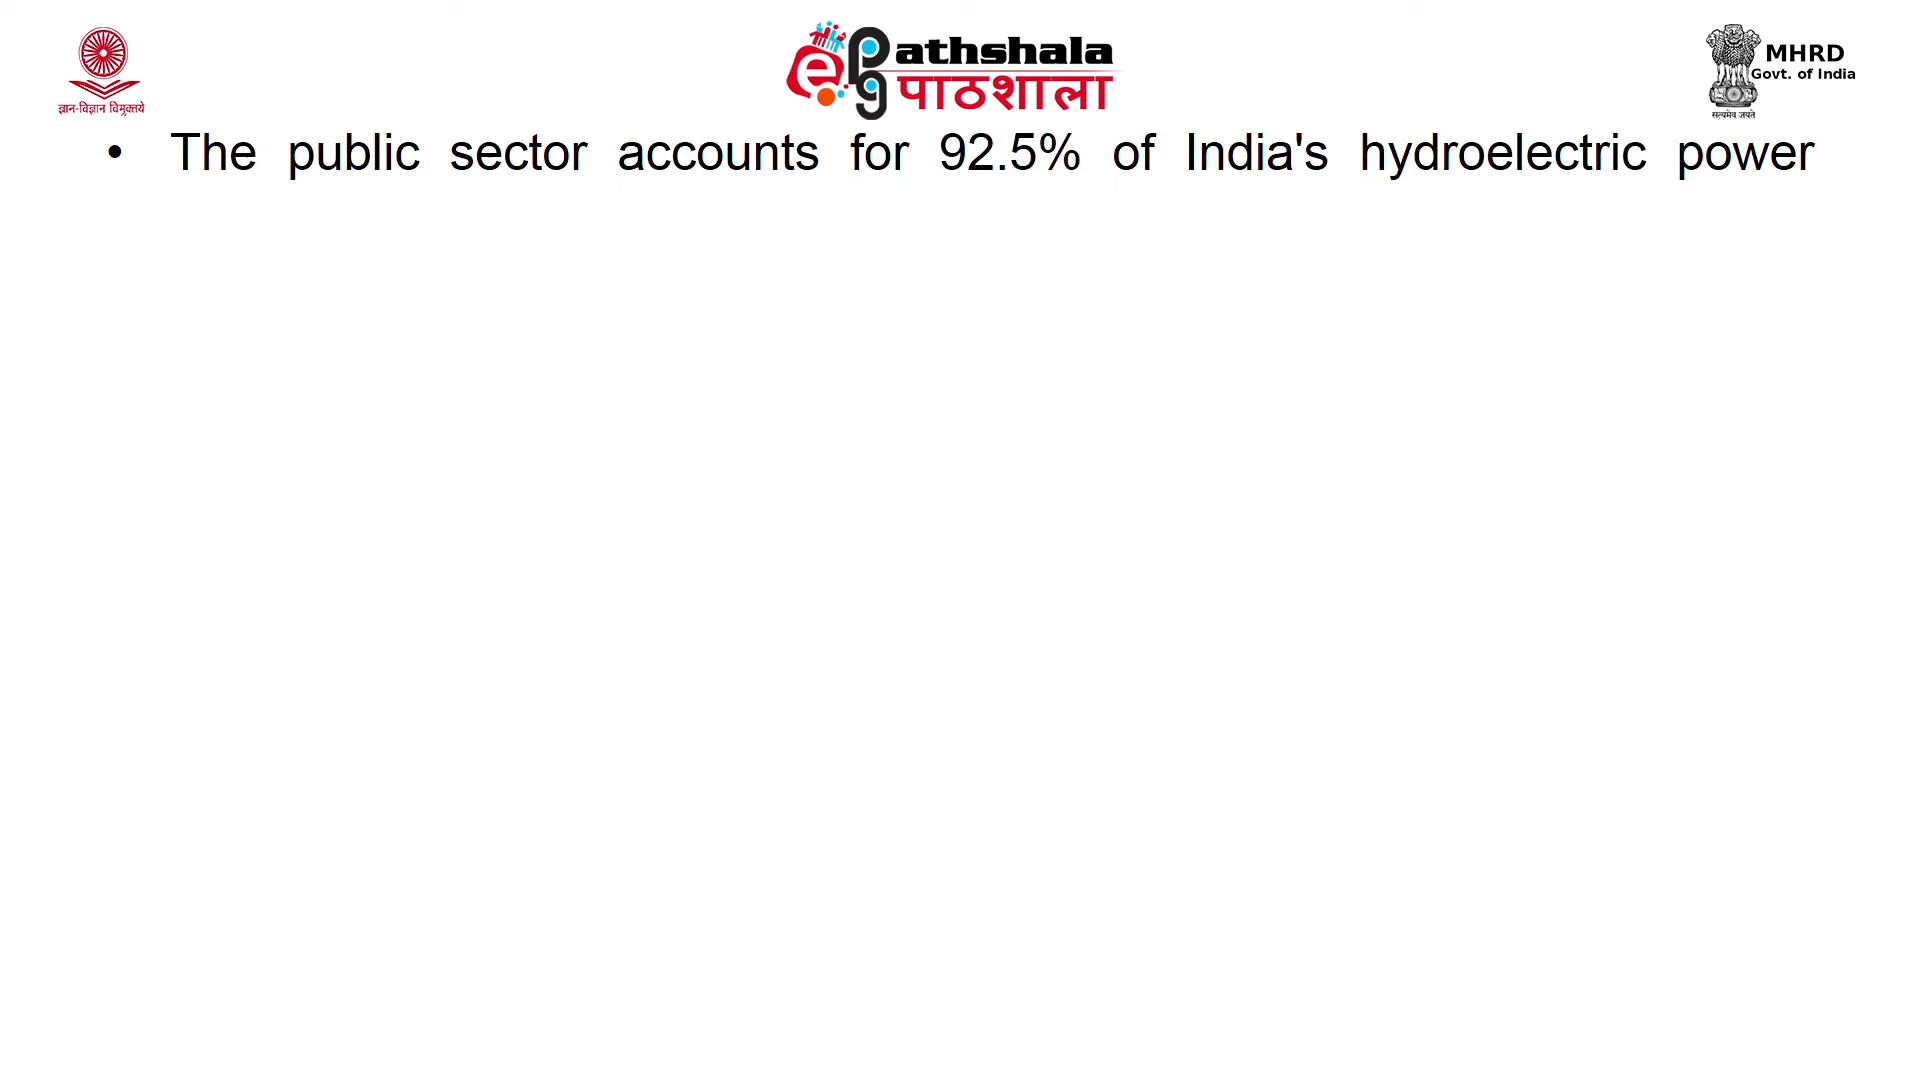 ज्ञान-विज्ञान विमुक्तये
e
pg
athshala
पाठशाला
MHRD
Govt. of India
सत्यमेव जयते
• The public sector accounts for 92.5% of India's hydroelectric power